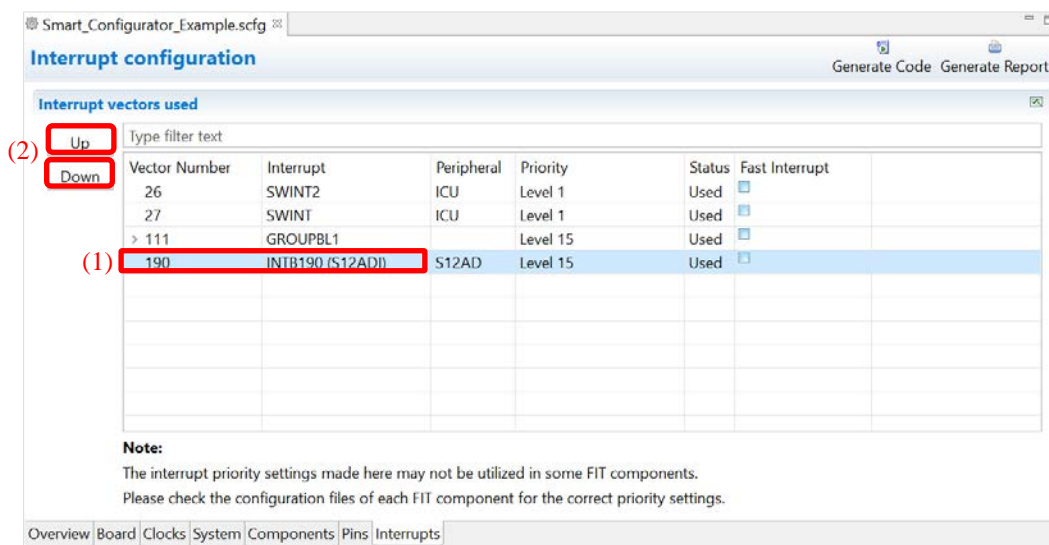 Smart_Configurator_Example.scfg
Interrupt configuration
Generate Code Generate Report
Interrupt vectors used
(2)
Up
Down
Type filter text
Vector Number Interrupt Peripheral Priority Status Fast Interrupt
26 SWINT2 ICU Level 1 Used
27 SWINT ICU Level 1 Used
> 111 GROUPBL1 Level 15 Used
(1) 190 INTB190 (S12ADI) S12AD Level 15 Used
Note:
The interrupt priority settings made here may not be utilized in some FIT components.
Please check the configuration files of each FIT component for the correct priority settings.
Overview Board Clocks System Components Pins Interrupts